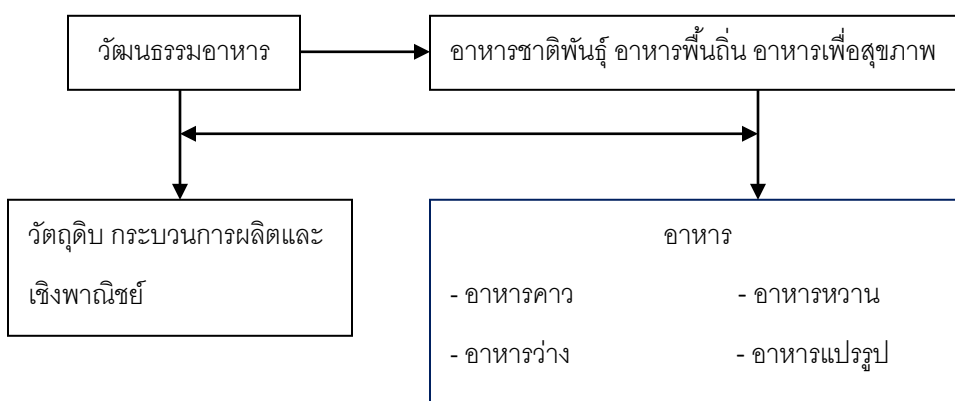 วัฒนธรรมอาหาร
อาหารชาติพันธุ์ อาหารพื้นถิ่น อาหารเพื่อสุขภาพ
วัตถุดิบ กระบวนการผลิตและ
เชิงพาณิชย์
อาหาร
- อาหารคาว - อาหารหวาน
- อาหารว่าง - อาหารแปรรูป